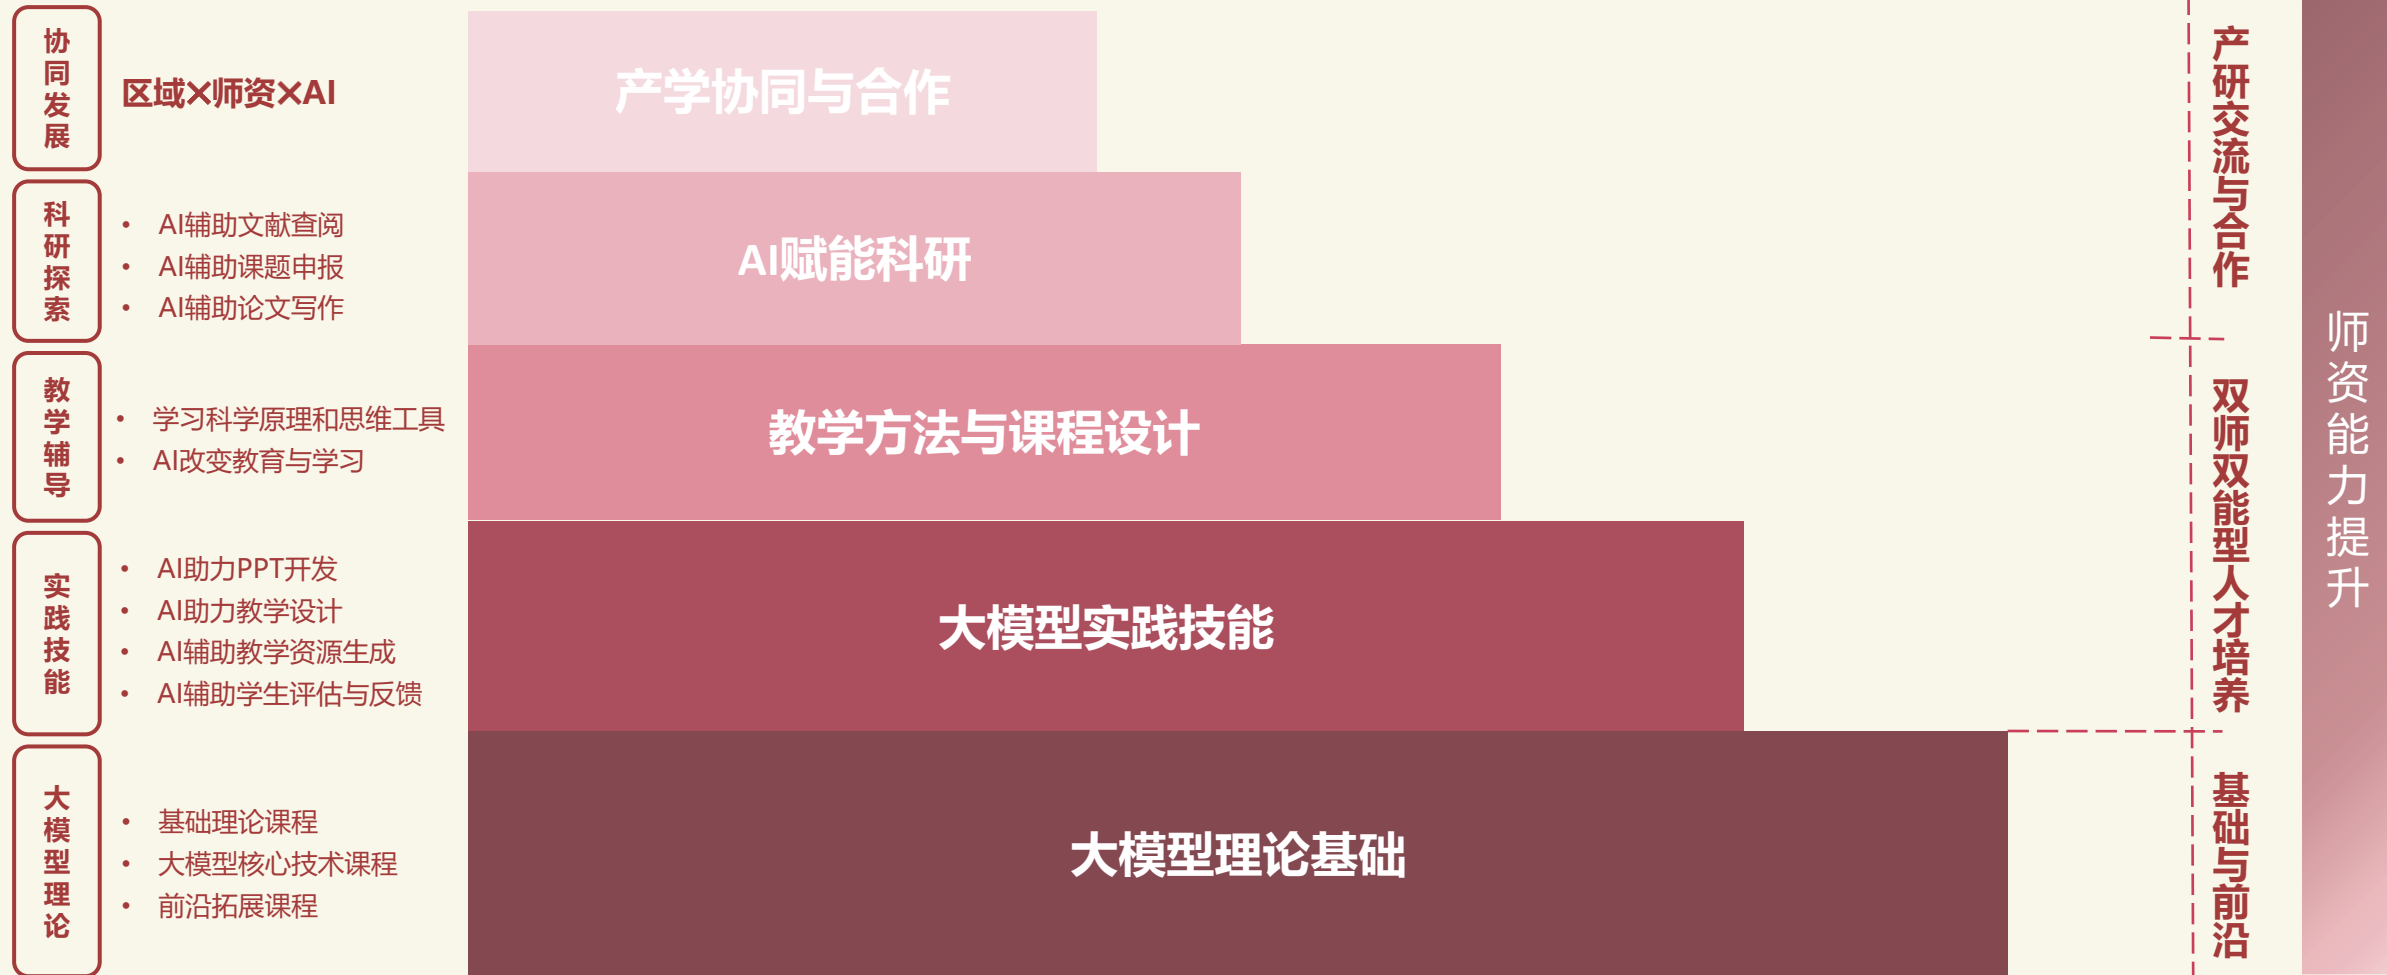 协同发展
区域×师资×AI
产学协同与合作
科研探索
• AI辅助文献查阅
• AI辅助课题申报
• AI辅助论文写作
AI赋能科研
教学辅导
• 学习科学原理和思维工具
• AI改变教育与学习
教学方法与课程设计
实践技能
• AI助力PPT开发
• AI助力教学设计
• AI辅助教学资源生成
• AI辅助学生评估与反馈
大模型实践技能
大模型理论
• 基础理论课程
• 大模型核心技术课程
• 前沿拓展课程
大模型理论基础
产研交流与合作
双师双能型人才培养
基础与前沿
师资能力提升